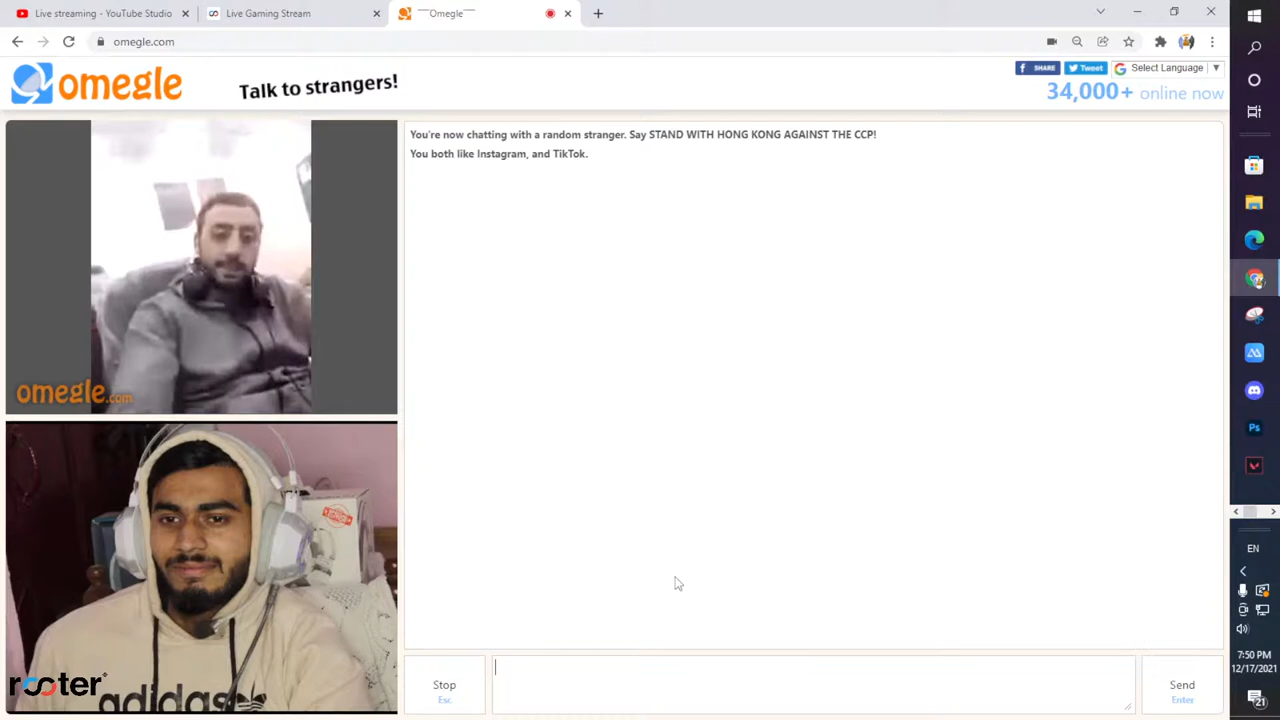 Live streaming - YouTube Studio
Live Gaming Stream
Omegle
omegle.com
omegle
Talk to strangers!
SHARE
Tweet
Select Language
34,000+ online now
You're now chatting with a random stranger. Say STAND WITH HONG KONG AGAINST THE CCP!
You both like Instagram, and TikTok.
omegle.com
rooter
adidas
Stop
Esc
Send
Enter
Ps
EN
7:50 PM
12/17/2021
21